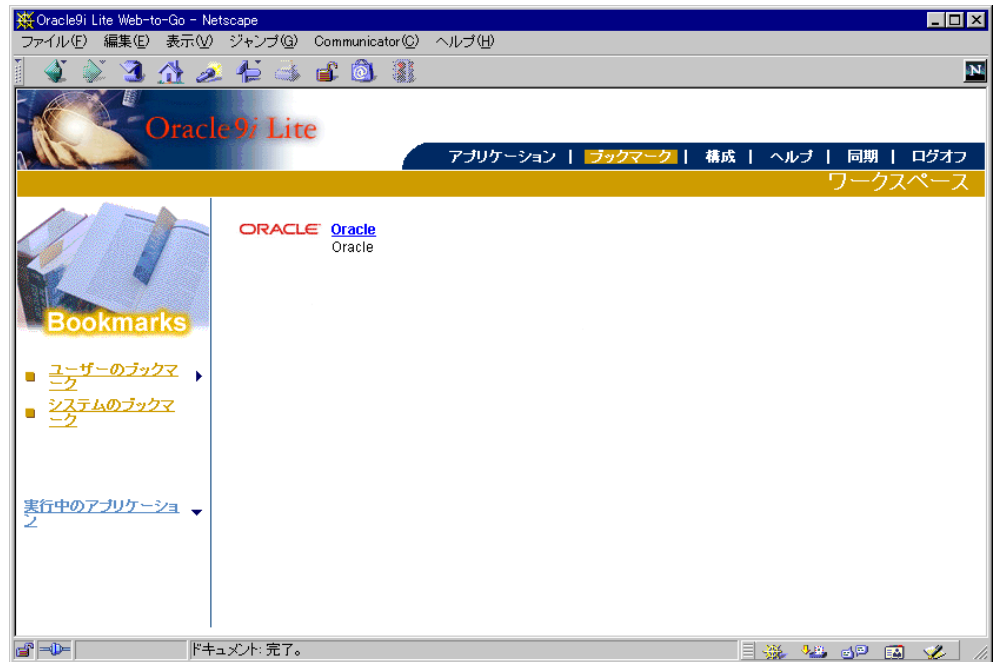 Oracle9i Lite Web-to-Go - Netscape
ファイル(F) 編集(E) 表示(V) ジャンプ(G) Communicator(C) ヘルプ(H)
N
Oracle9i Lite
アプリケーション | ブックマーク | 構成 | ヘルプ | 同期 | ログオフ
ワークスペース
ORACLE Oracle
Oracle
Bookmarks
ユーザーのブックマ
ーク
システムのブックマ
ーク
実行中のアプリケーショ
ン
ドキュメント: 完了。